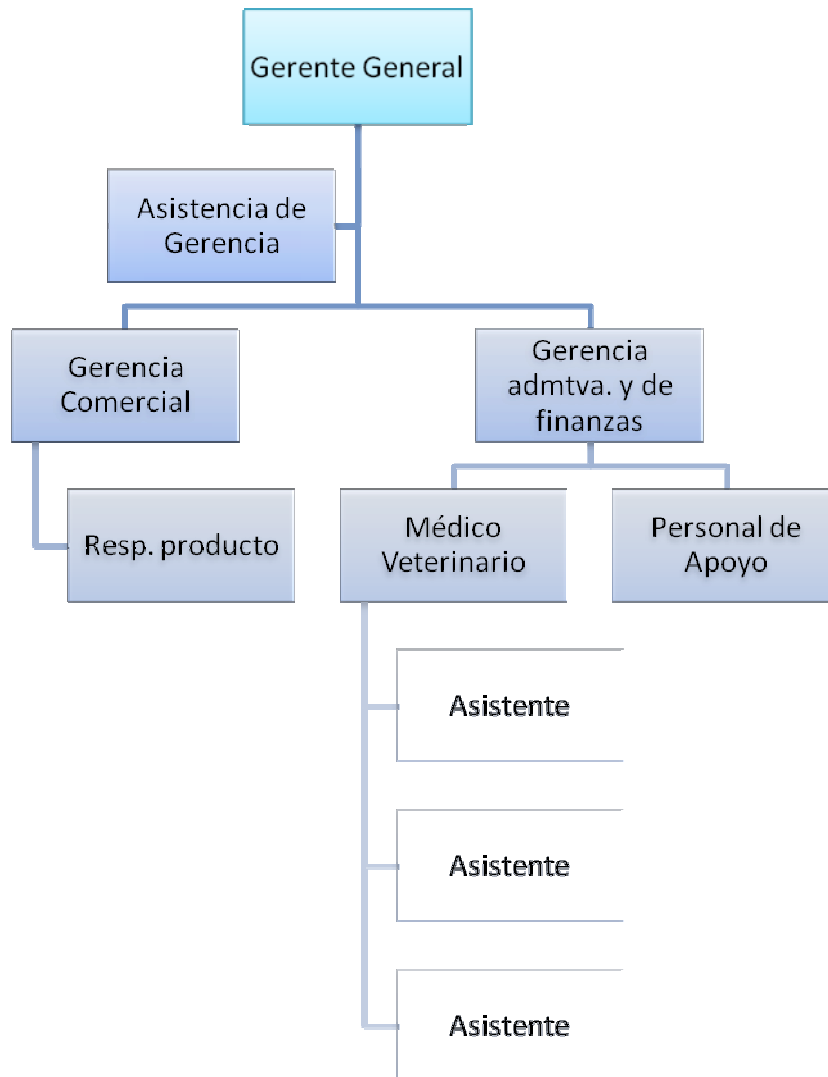 Gerente General
Asistencia de
Gerencia
Gerencia
Comercial
Gerencia
admtva. y de
finanzas
Resp. producto
Médico
Veterinario
Personal de
Apoyo
Asistente
Asistente
Asistente